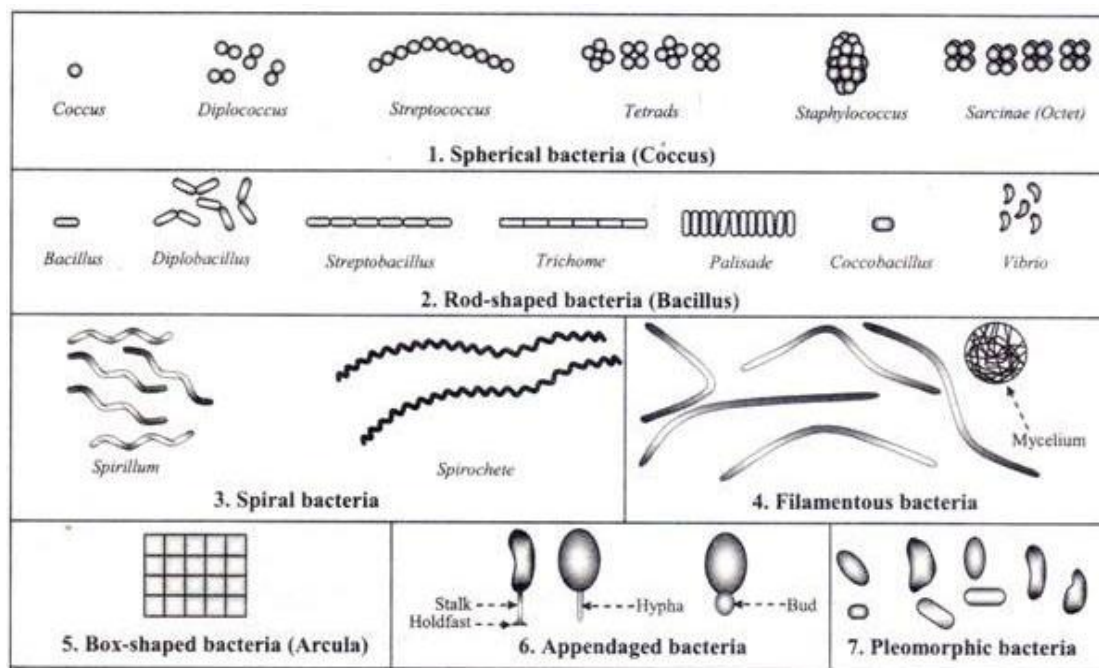 Coccus Diplococcus Streptococcus Tetrads Staphylococcus Sarcinae (Octet)
1. Spherical bacteria (Coccus)
Bacillus Diplobacillus Streptobacillus Trichome Palisade Coccobacillus Vibrio
2. Rod-shaped bacteria (Bacillus)
Spirillum Spirochete
3. Spiral bacteria
Mycelium
4. Filamentous bacteria
5. Box-shaped bacteria (Arcula)
Stalk
Holdfast
Hypha
Bud
6. Appendaged bacteria
7. Pleomorphic bacteria